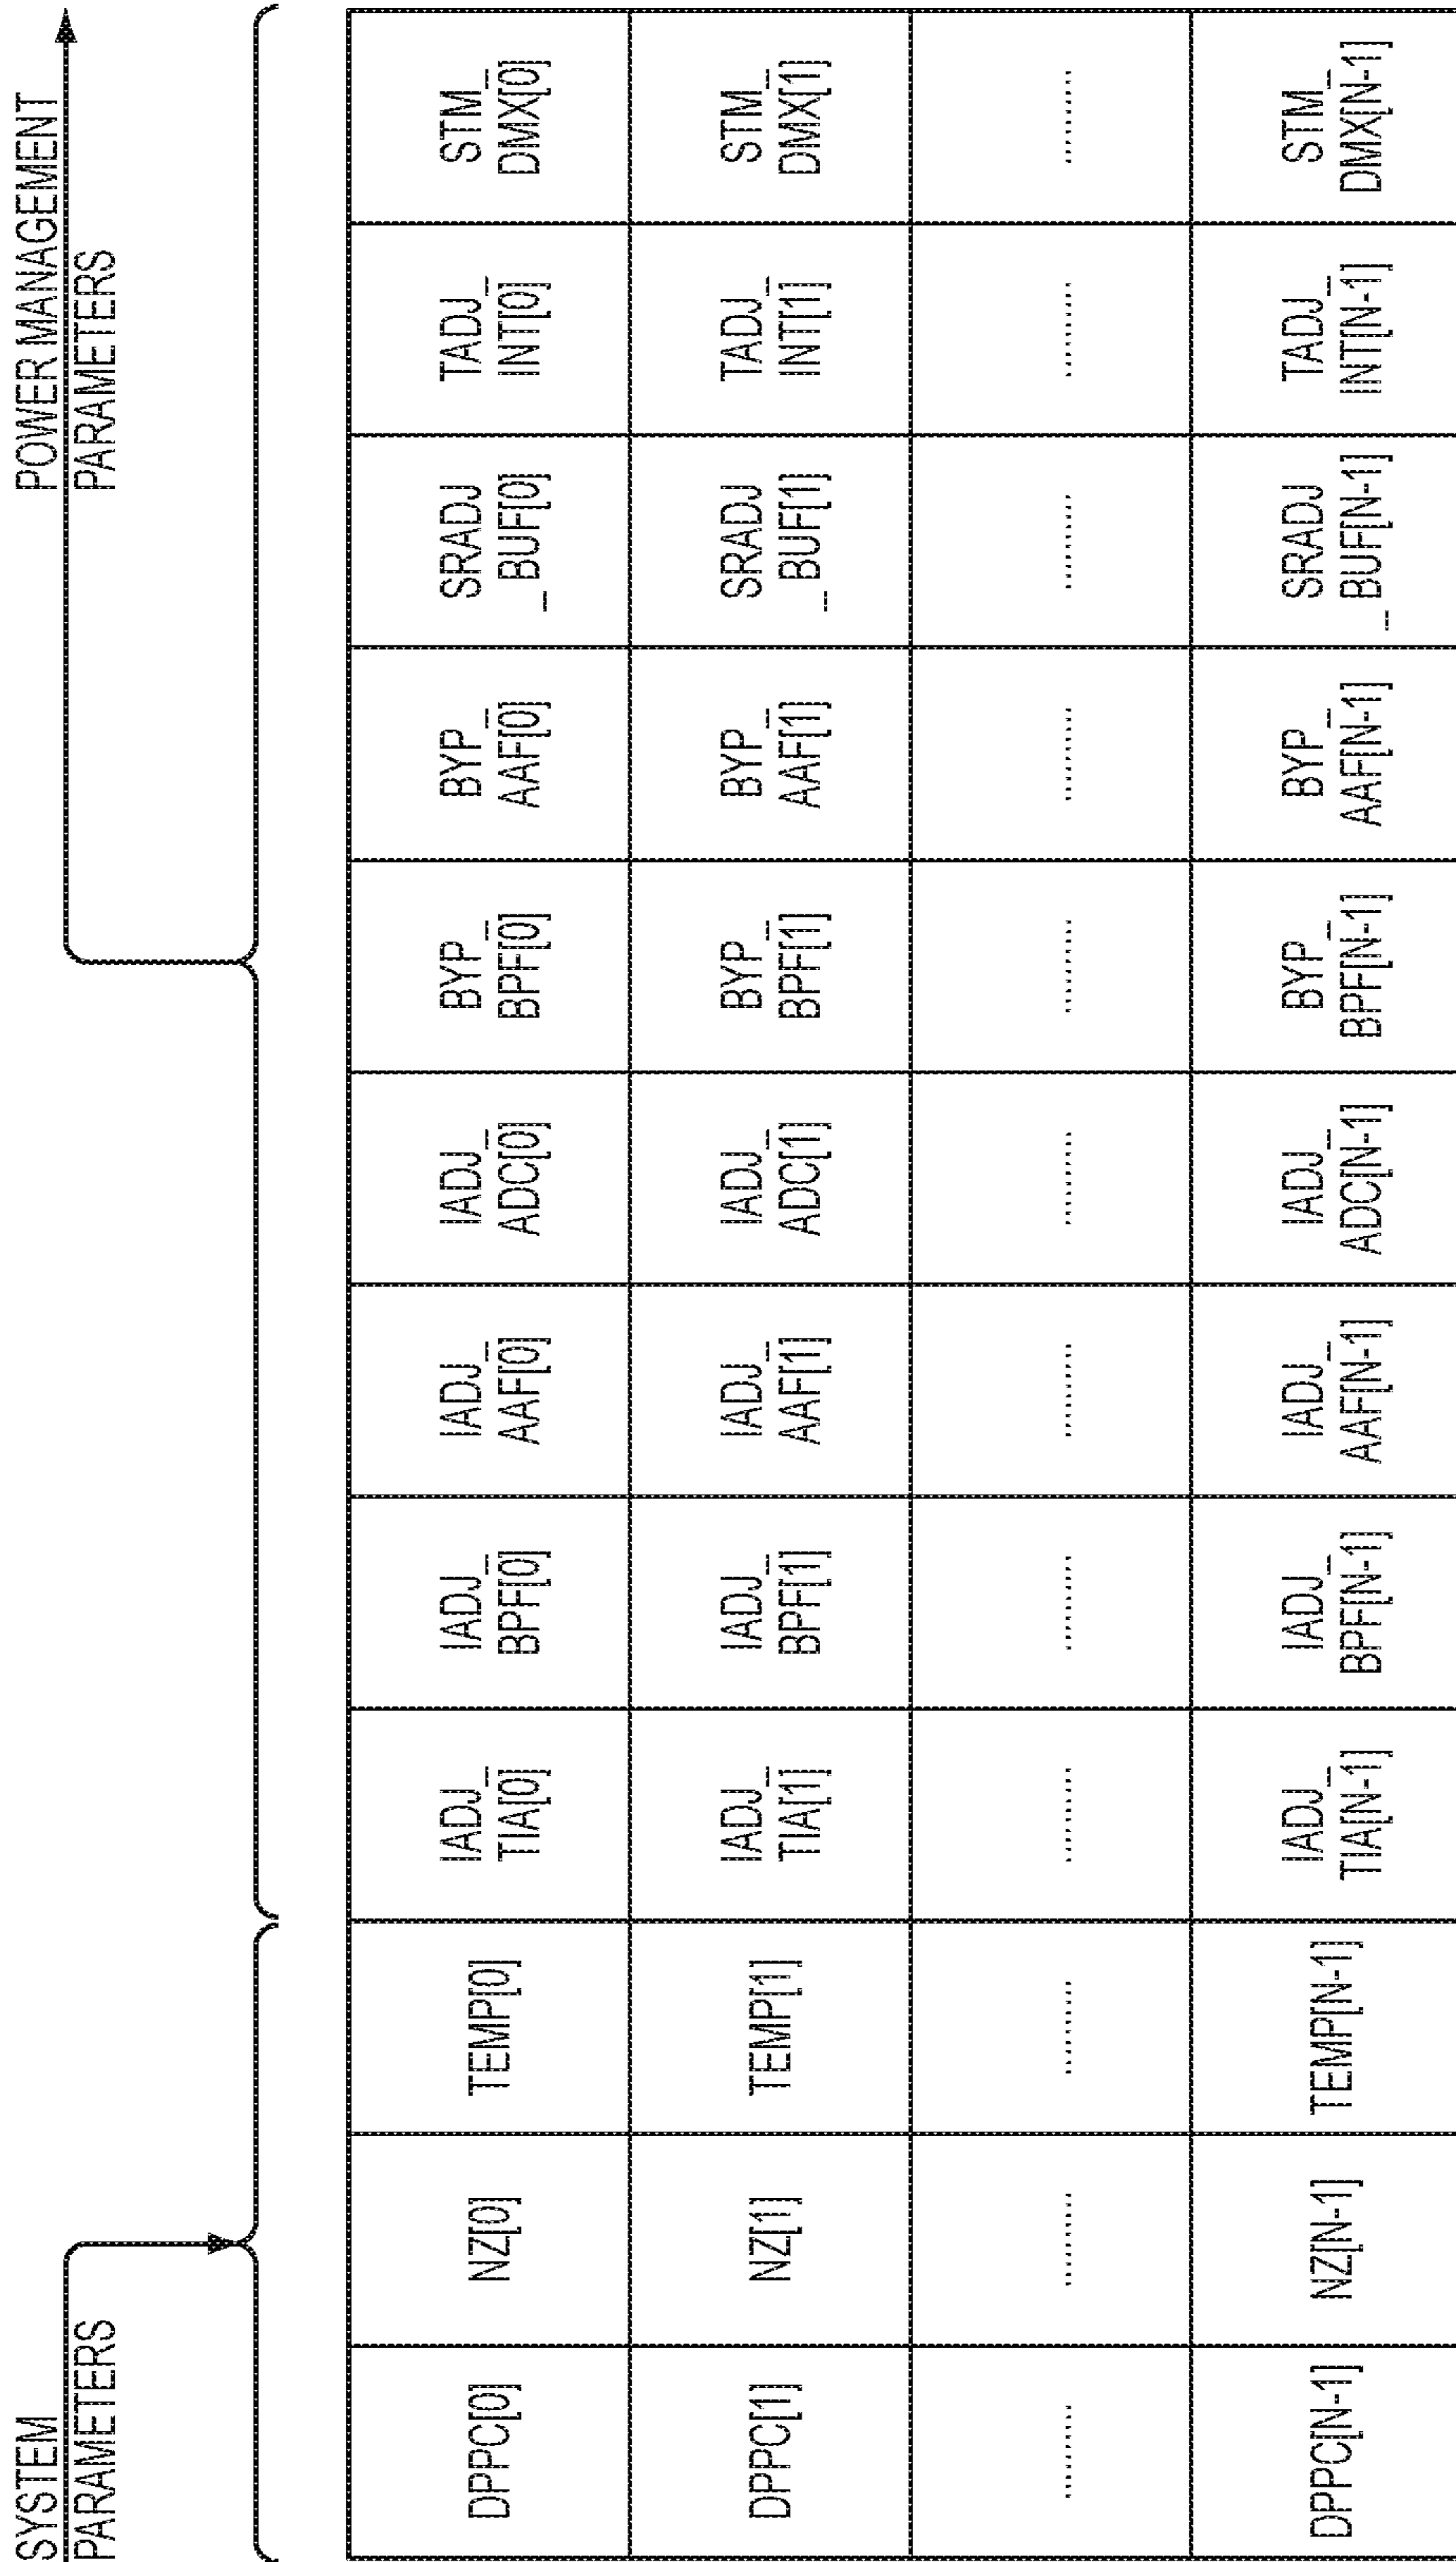 SYSTEM
PARAMETERS
POWER MANAGEMENT
PARAMETERS
DPPC[0]
NZ[0]
TEMP[0]
IADJ_
TIA[0]
IADJ_
BPF[0]
IADJ_
AAF[0]
IADJ_
ADC[0]
BYP_
BPF[0]
BYP_
AAF[0]
SRADJ
_BUF[0]
TADJ_
INT[0]
STM_
DMX[0]
DPPC[1]
NZ[1]
TEMP[1]
IADJ_
TIA[1]
IADJ_
BPF[1]
IADJ_
AAF[1]
IADJ_
ADC[1]
BYP_
BPF[1]
BYP_
AAF[1]
SRADJ
_BUF[1]
TADJ_
INT[1]
STM_
DMX[1]
..........
..........
..........
..........
..........
..........
..........
..........
..........
..........
..........
..........
DPPC[N-1]
NZ[N-1]
TEMP[N-1]
IADJ_
TIA[N-1]
IADJ_
BPF[N-1]
IADJ_
AAF[N-1]
IADJ_
ADC[N-1]
BYP_
BPF[N-1]
BYP_
AAF[N-1]
SRADJ
_BUF[N-1]
TADJ_
INT[N-1]
STM_
DMX[N-1]